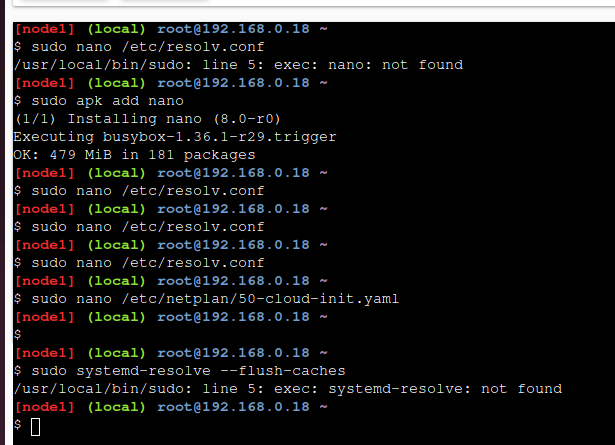 [node1] (local) root@192.168.0.18 ~
$ sudo nano /etc/resolv.conf
/usr/local/bin/sudo: line 5: exec: nano: not found
[node1] (local) root@192.168.0.18 ~
$ sudo apk add nano
(1/1) Installing nano (8.0-r0)
Executing busybox-1.36.1-r29.trigger
OK: 479 MiB in 181 packages
[node1] (local) root@192.168.0.18 ~
$ sudo nano /etc/resolv.conf
[node1] (local) root@192.168.0.18 ~
$ sudo nano /etc/resolv.conf
[node1] (local) root@192.168.0.18 ~
$ sudo nano /etc/resolv.conf
[node1] (local) root@192.168.0.18 ~
$ sudo nano /etc/netplan/50-cloud-init.yaml
[node1] (local) root@192.168.0.18 ~
$
[node1] (local) root@192.168.0.18 ~
$ sudo systemd-resolve --flush-caches
/usr/local/bin/sudo: line 5: exec: systemd-resolve: not found
[node1] (local) root@192.168.0.18 ~
$